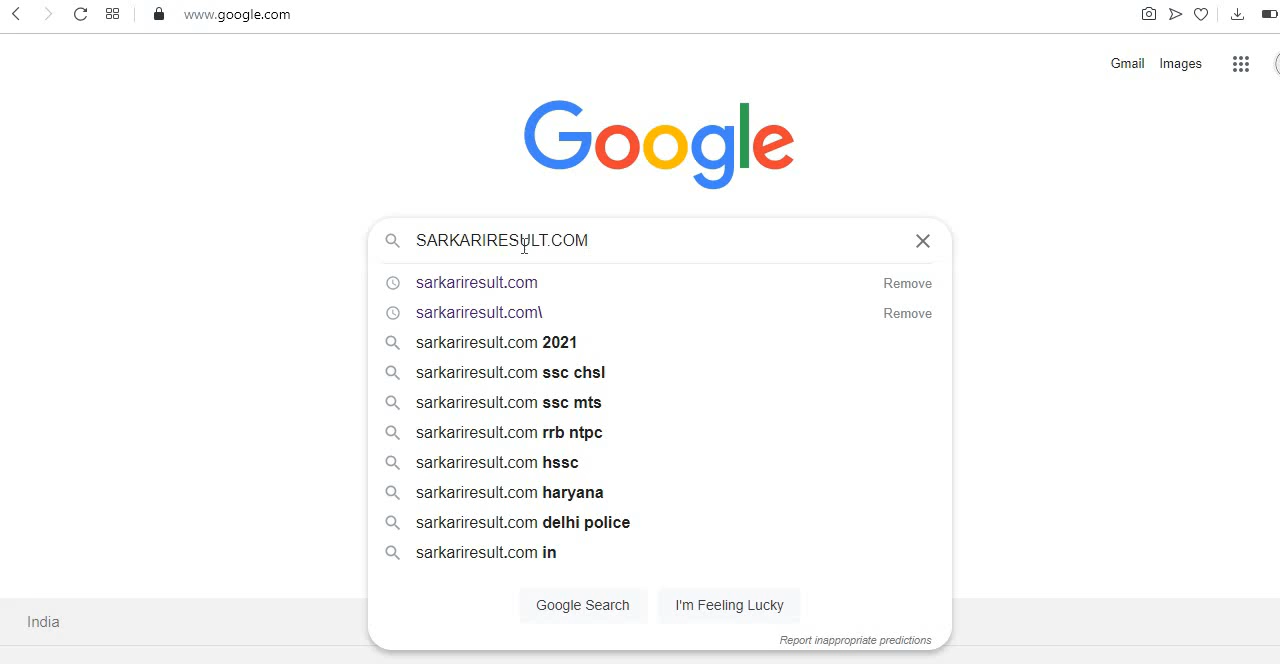 www.google.com
Gmail Images
Google
SARKARIRESULT.COM
sarkariresult.com Remove
sarkariresult.com\ Remove
sarkariresult.com 2021
sarkariresult.com ssc chsl
sarkariresult.com ssc mts
sarkariresult.com rrb ntpc
sarkariresult.com hssc
sarkariresult.com haryana
sarkariresult.com delhi police
sarkariresult.com in
Google Search I'm Feeling Lucky
India
Report inappropriate predictions